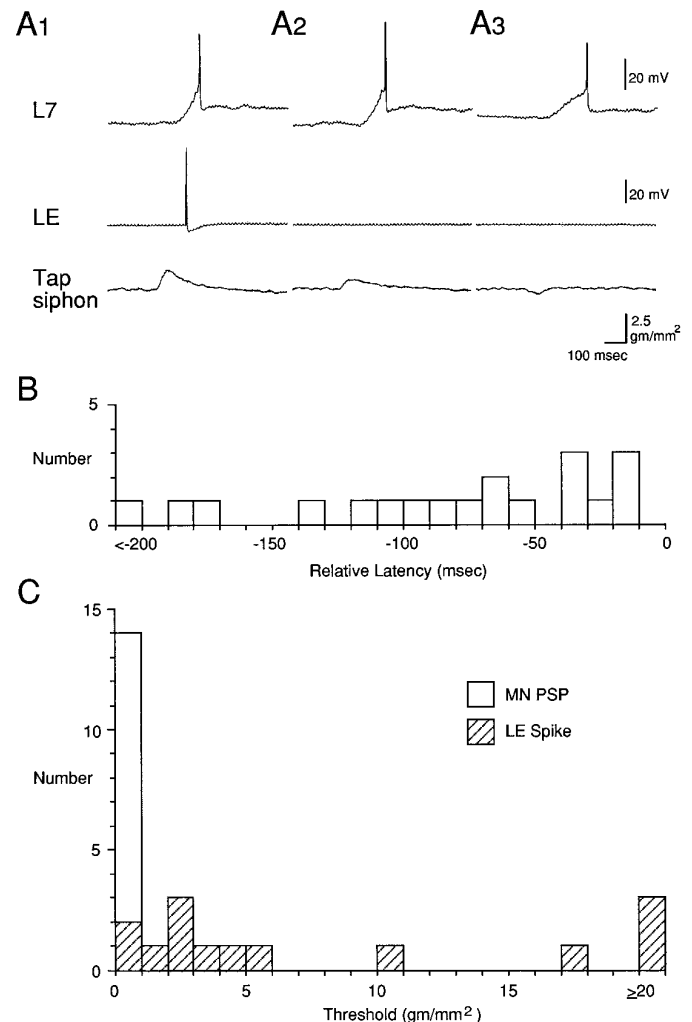 A1 A2 A3
20 mV
L7
20 mV
LE
Tap
siphon
2.5
gm/mm²
100 msec
B
5
Number
0
<-200 -150 -100 -50 0
Relative Latency (msec)
C
15
MN PSP
10
LE Spike
Number
5
0
0 5 10 15 ≥20
Threshold (gm/mm²)